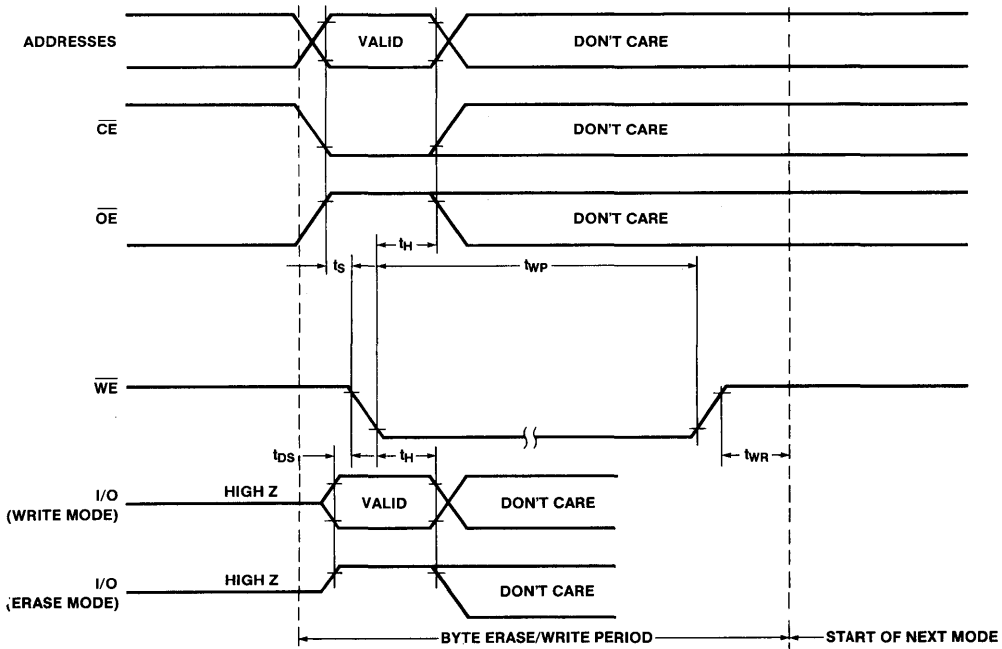 ADDRESSES
VALID
DON'T CARE
CE
DON'T CARE
OE
DON'T CARE
tH
tS
tWP
WE
tDS
tH
tWR
I/O
(WRITE MODE)
HIGH Z
VALID
DON'T CARE
I/O
(ERASE MODE)
HIGH Z
DON'T CARE
BYTE ERASE/WRITE PERIOD
START OF NEXT MODE